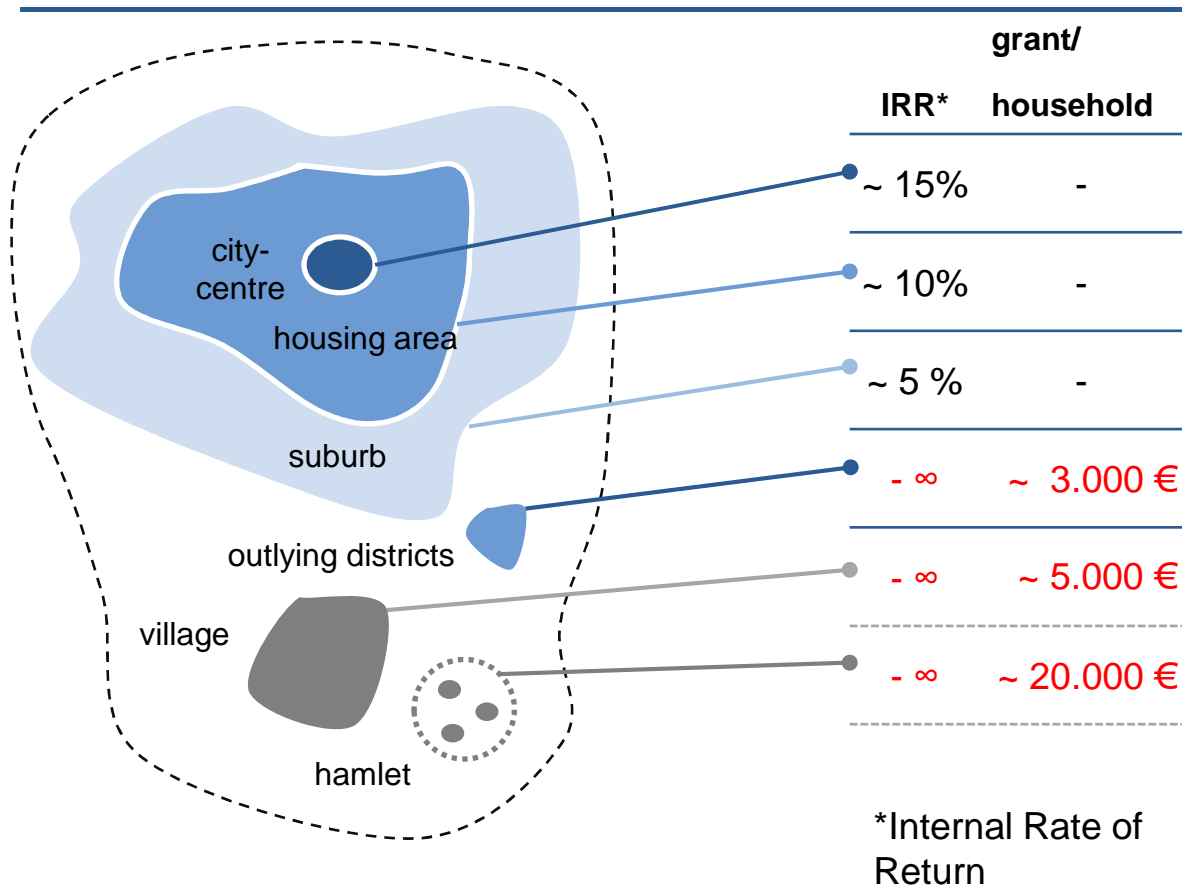 grant/
IRR* household
~ 15% -
city-
centre
~ 10% -
housing area
~ 5 % -
suburb
- ∞ ~ 3.000 €
outlying districts
- ∞ ~ 5.000 €
village
- ∞ ~ 20.000 €
hamlet
*Internal Rate of
Return